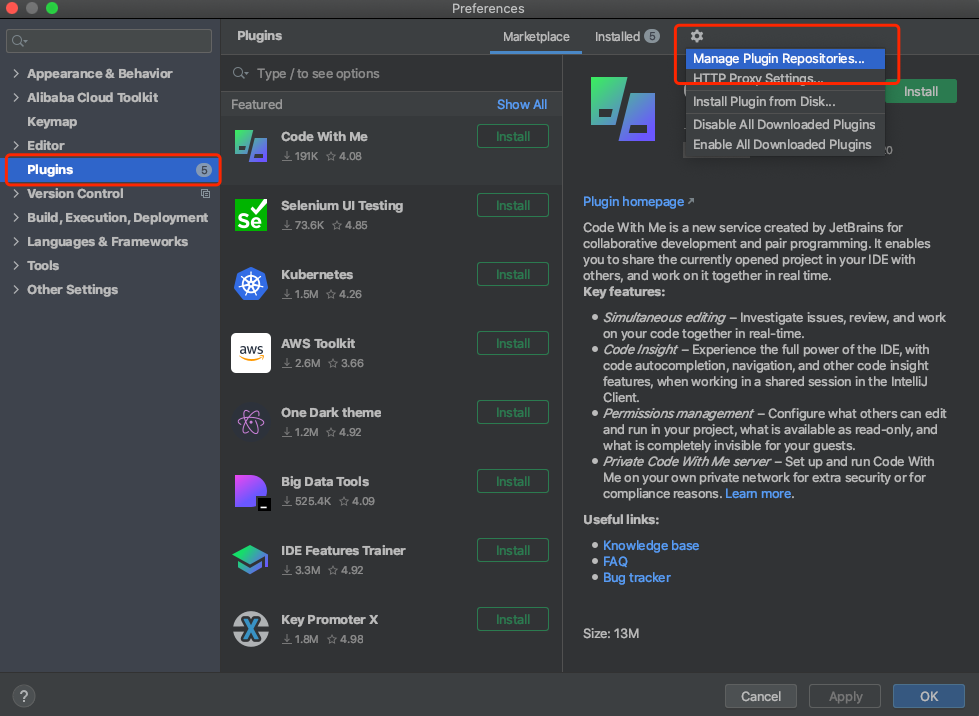 Preferences
Appearance & Behavior
Alibaba Cloud Toolkit
Keymap
Editor
Plugins
5
Version Control
Build, Execution, Deployment
Languages & Frameworks
Tools
Other Settings
Plugins
Marketplace
Installed 5
Type / to see options
Featured
Show All
Code With Me
191K 4.08
Install
Selenium UI Testing
73.6K 4.85
Install
Se
Kubernetes
1.5M 4.26
Install
aws
AWS Toolkit
2.6M 3.66
Install
One Dark theme
1.2M 4.92
Install
Big Data Tools
525.4K 4.09
Install
IDE Features Trainer
3.3M 4.92
Install
Key Promoter X
1.8M 4.98
Install
Manage Plugin Repositories...
HTTP Proxy Settings...
Install Plugin from Disk...
Disable All Downloaded Plugins
Enable All Downloaded Plugins
Install
Plugin homepage
Code With Me is a new service created by JetBrains for
collaborative development and pair programming. It enables
you to share the currently opened project in your IDE with
others, and work on it together in real time.
Key features:
Simultaneous editing – Investigate issues, review, and work
on your code together in real-time.
Code Insight – Experience the full power of the IDE, with
code autocompletion, navigation, and other code insight
features, when working in a shared session in the IntelliJ
Client.
Permissions management – Configure what others can edit
and run in your project, what is available as read-only, and
what is completely invisible for your guests.
Private Code With Me server – Set up and run Code With
Me on your own private network for extra security or for
compliance reasons. Learn more.
Useful links:
Knowledge base
FAQ
Bug tracker
Size: 13M
?
Cancel
Apply
OK